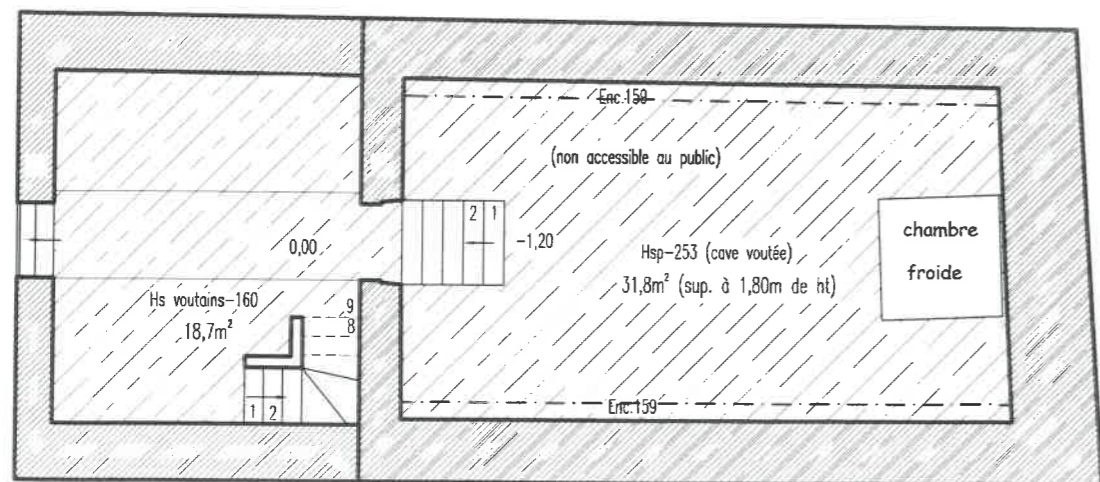 Enc.159
(non accessible au public)
2 1
-1,20
chambre
froide
0,00
Hsp-253 (cave voutée)
31,8m² (sup. à 1,80m de ht)
Hs voutains-160
18,7m²
9
8
1 2
Enc.159